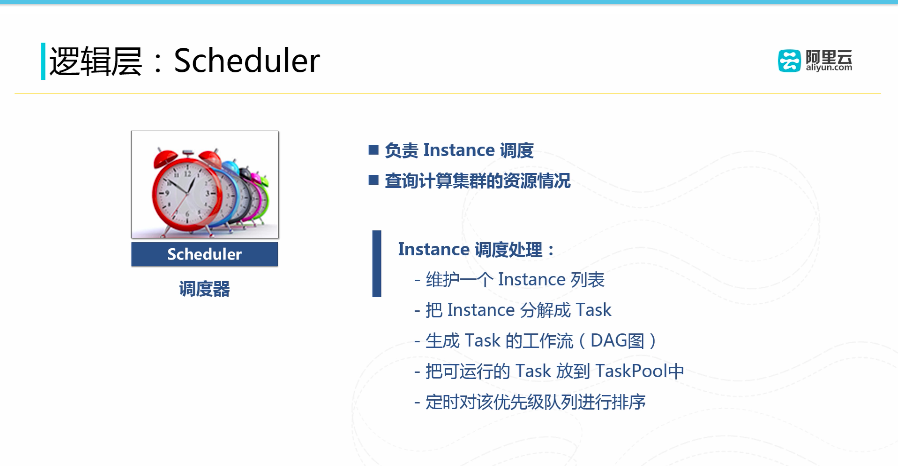 逻辑层：Scheduler
阿里云
aliyun.com
Scheduler
调度器
■ 负责 Instance 调度
■ 查询计算集群的资源情况
Instance 调度处理：
- 维护一个 Instance 列表
- 把 Instance 分解成 Task
- 生成 Task 的工作流（DAG图）
- 把可运行的 Task 放到 TaskPool中
- 定时对该优先级队列进行排序